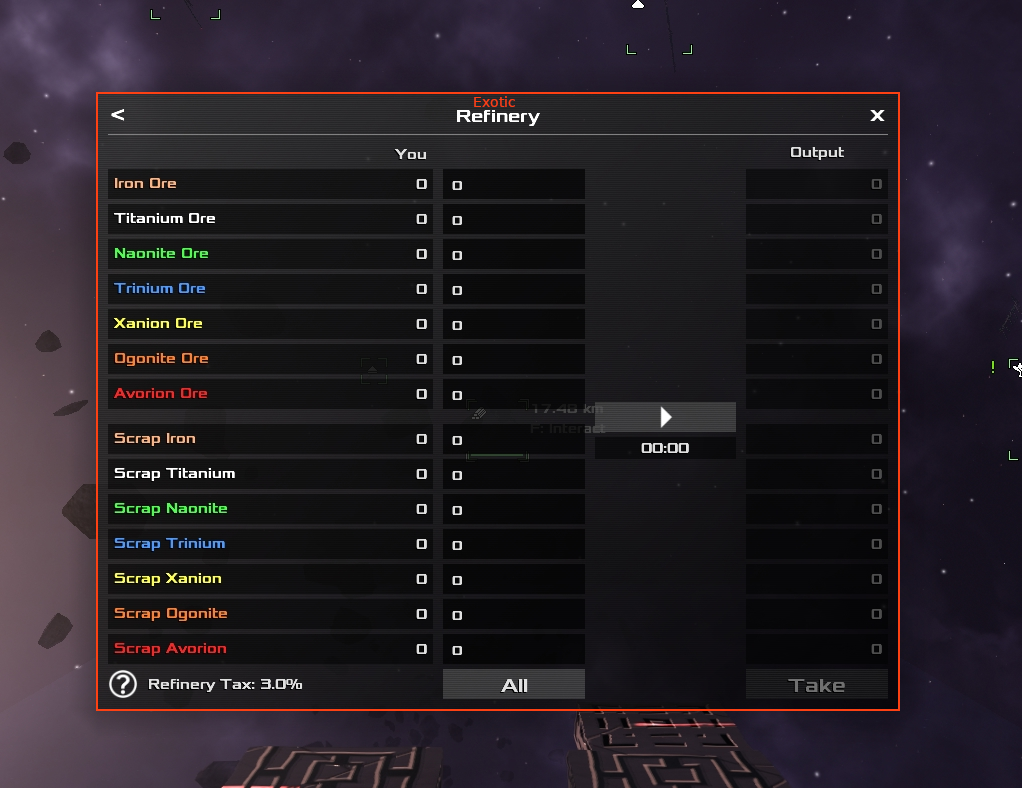 Exotic
< Refinery X
You Output
Iron Ore 0 0 0
Titanium Ore 0 0 0
Naonite Ore 0 0 0
Trinium Ore 0 0 0
Xanion Ore 0 0 0
Ogonite Ore 0 0 0
Avorion Ore 0 0 0
17.48 km
F: Interact
Scrap Iron 0 0 0
00:00
Scrap Titanium 0 0 0
Scrap Naonite 0 0 0
Scrap Trinium 0 0 0
Scrap Xanion 0 0 0
Scrap Ogonite 0 0 0
Scrap Avorion 0 0 0
? Refinery Tax: 3.0% All Take
!